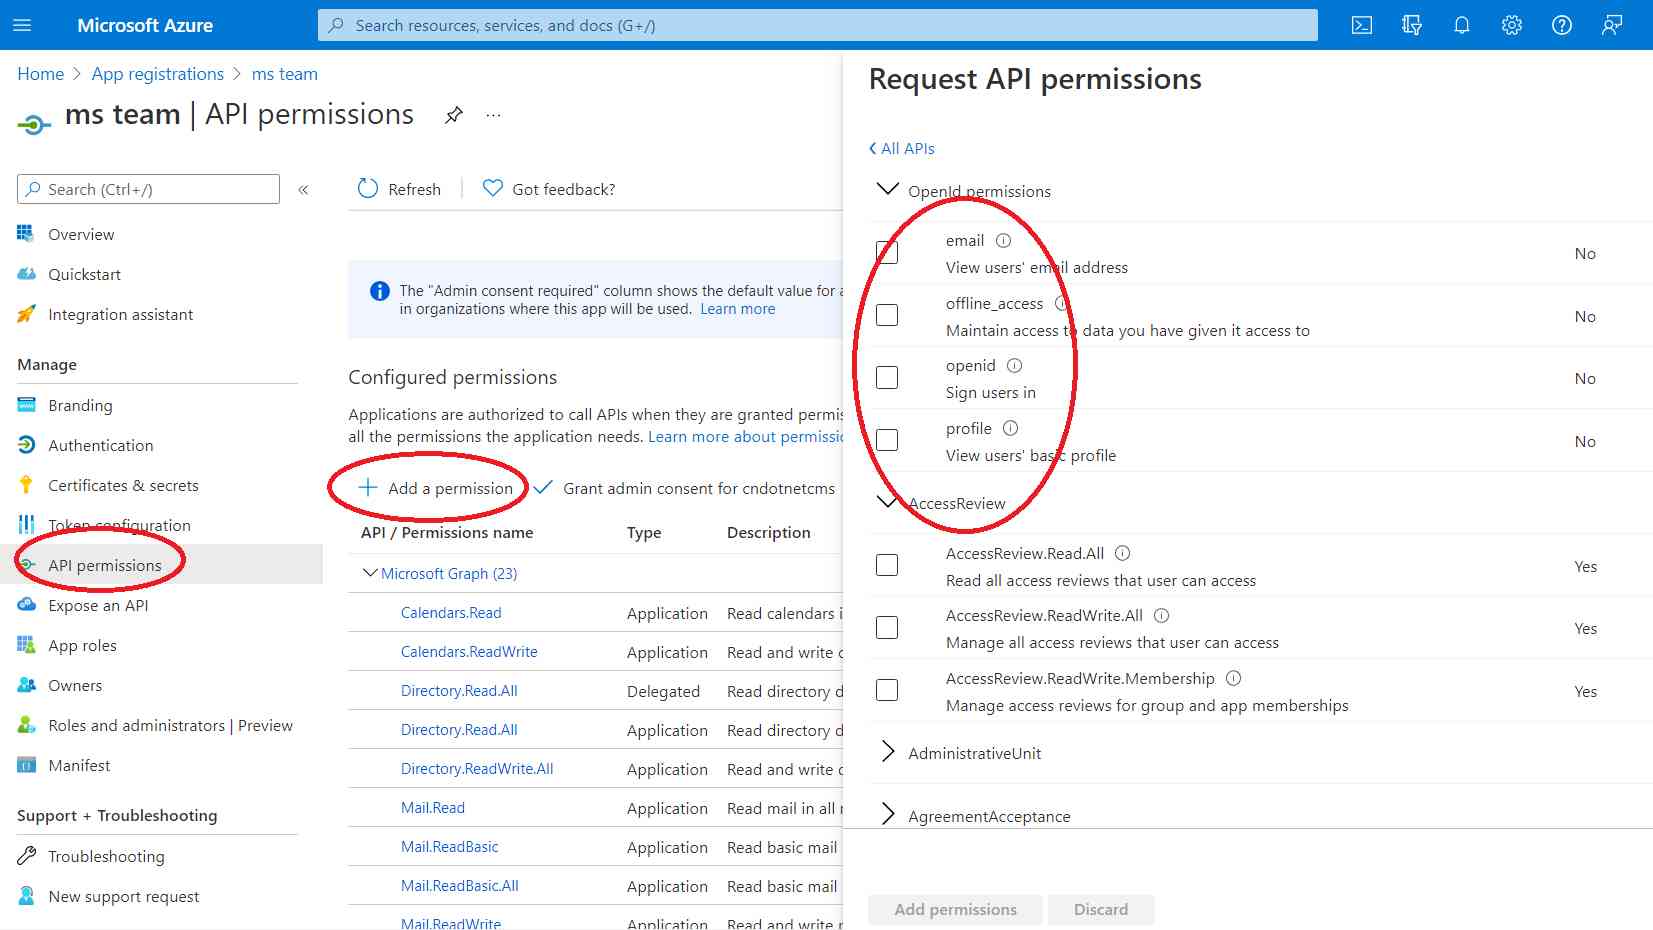 Microsoft Azure
Search resources, services, and docs (G+/)
Home > App registrations > ms team
ms team | API permissions
...
Search (Ctrl+/)
«
Overview
Quickstart
Integration assistant
Manage
Branding
Authentication
Certificates & secrets
Token configuration
API permissions
Expose an API
App roles
Owners
Roles and administrators | Preview
Manifest
Support + Troubleshooting
Troubleshooting
New support request
Refresh
Got feedback?
The "Admin consent required" column shows the default value for
in organizations where this app will be used. Learn more
Configured permissions
Applications are authorized to call APIs when they are granted
all the permissions the application needs. Learn more about
Add a permission
Grant admin consent for cndotnetcms
API / Permissions name Type Description
Microsoft Graph (23)
Calendars.Read Application Read calendars
Calendars.ReadWrite Application Read and write
Directory.Read.All Delegated Read directory
Directory.Read.All Application Read directory
Directory.ReadWrite.All Application Read and write
Mail.Read Application Read mail in all
Mail.ReadBasic Application Read basic mail
Mail.ReadBasic.All Application Read basic mail
Mail.ReadWrite Application Read and write
Request API permissions
< All APIs
OpenId permissions
email
View users' email address No
offline_access
Maintain access to data you have given it access to No
openid
Sign users in No
profile
View users' basic profile No
AccessReview
AccessReview.Read.All
Read all access reviews that user can access Yes
AccessReview.ReadWrite.All
Manage all access reviews that user can access Yes
AccessReview.ReadWrite.Membership
Manage access reviews for group and app memberships Yes
AdministrativeUnit
AgreementAcceptance
Add permissions
Discard